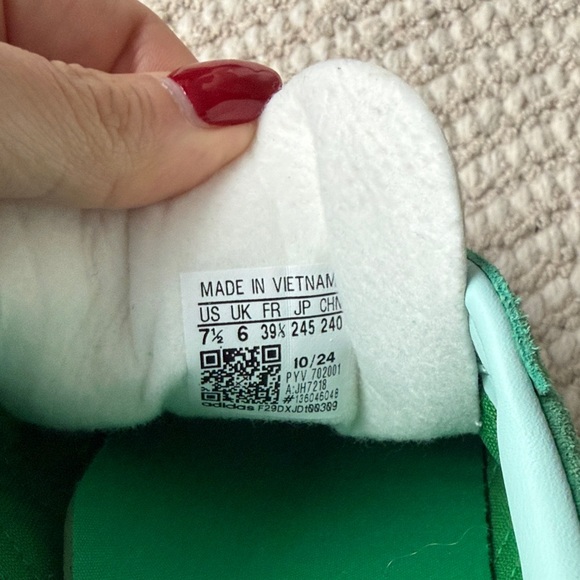 MADE IN VIETNAM
US UK FR JP CHN
7½ 6 39⅓ 245 240
10/24
PYV 702001
A:JH7218
#136046048
adidas F29DXJD100309